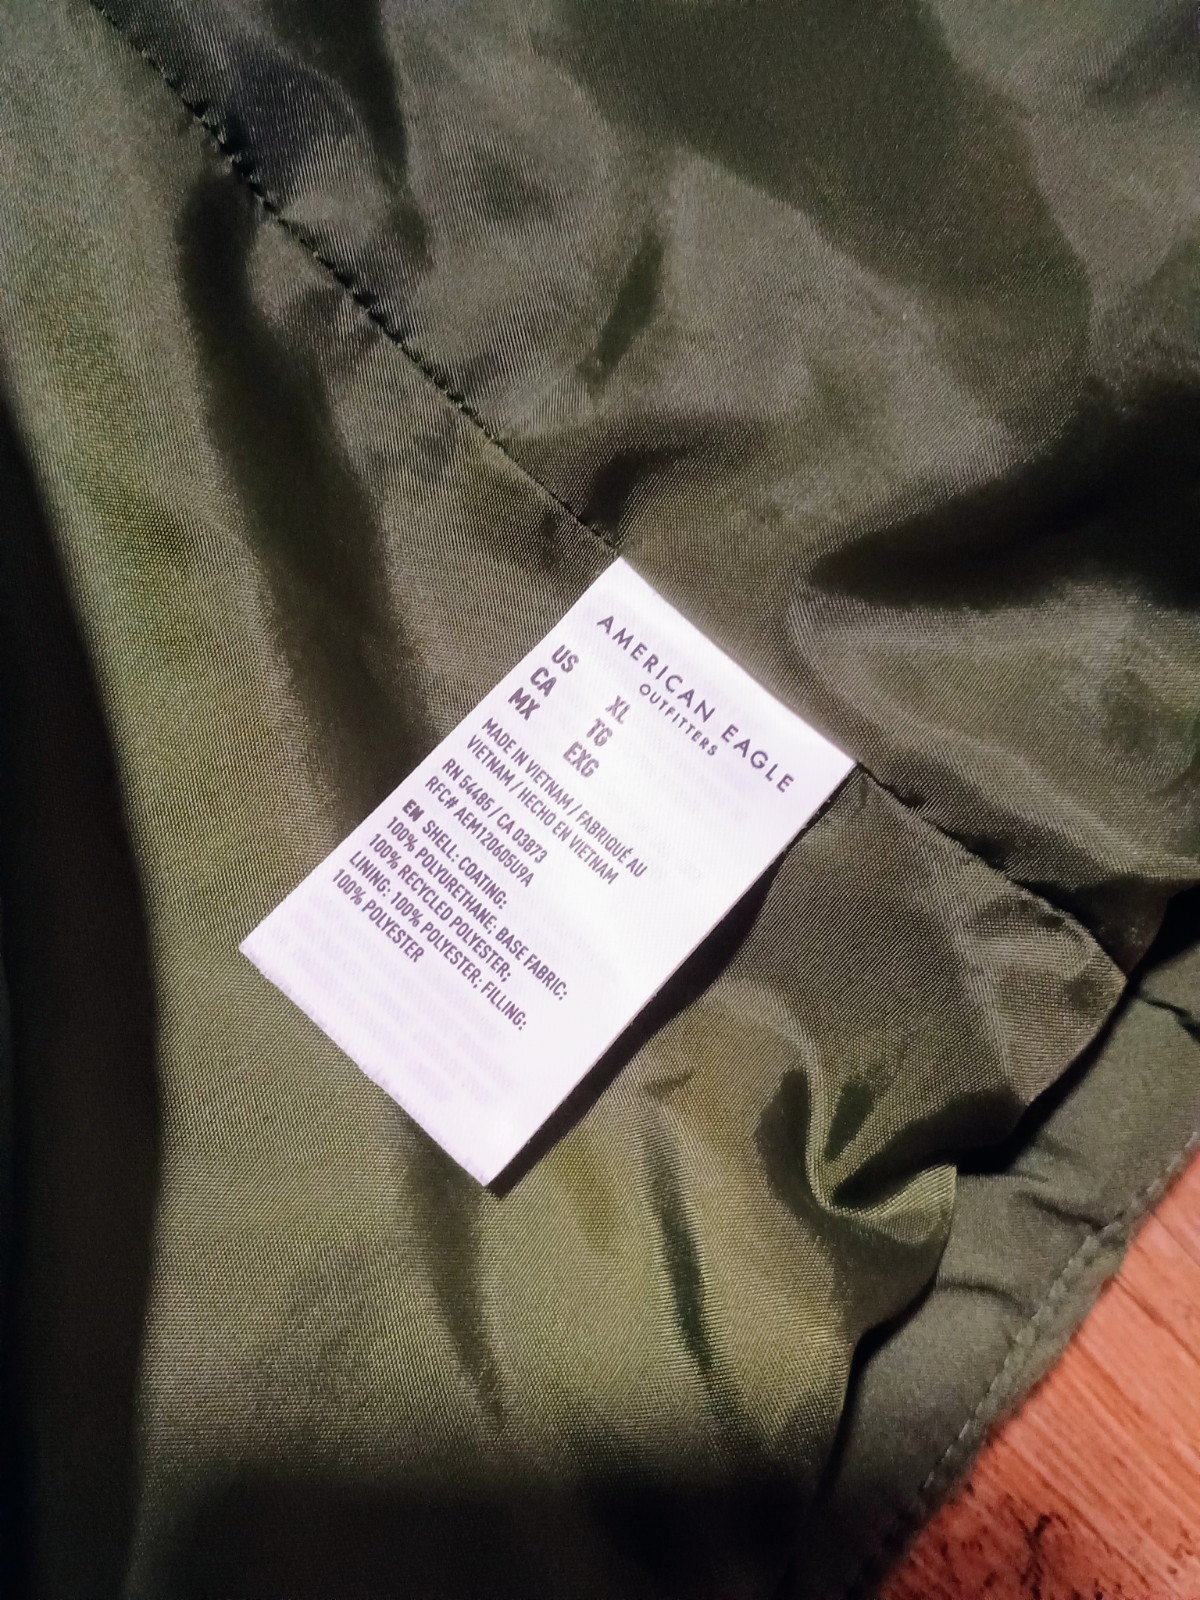 AMERICAN EAGLE
OUTFITTERS
US XL
CA TG
MX EXG
MADE IN VIETNAM / FABRIQUÉ AU
VIETNAM / HECHO EN VIETNAM
RN 54485 / CA 03873
RFC# AEM120605U9A
EN SHELL: COATING:
100% POLYURETHANE; BASE FABRIC:
100% RECYCLED POLYESTER;
LINING: 100% POLYESTER; FILLING:
100% POLYESTER